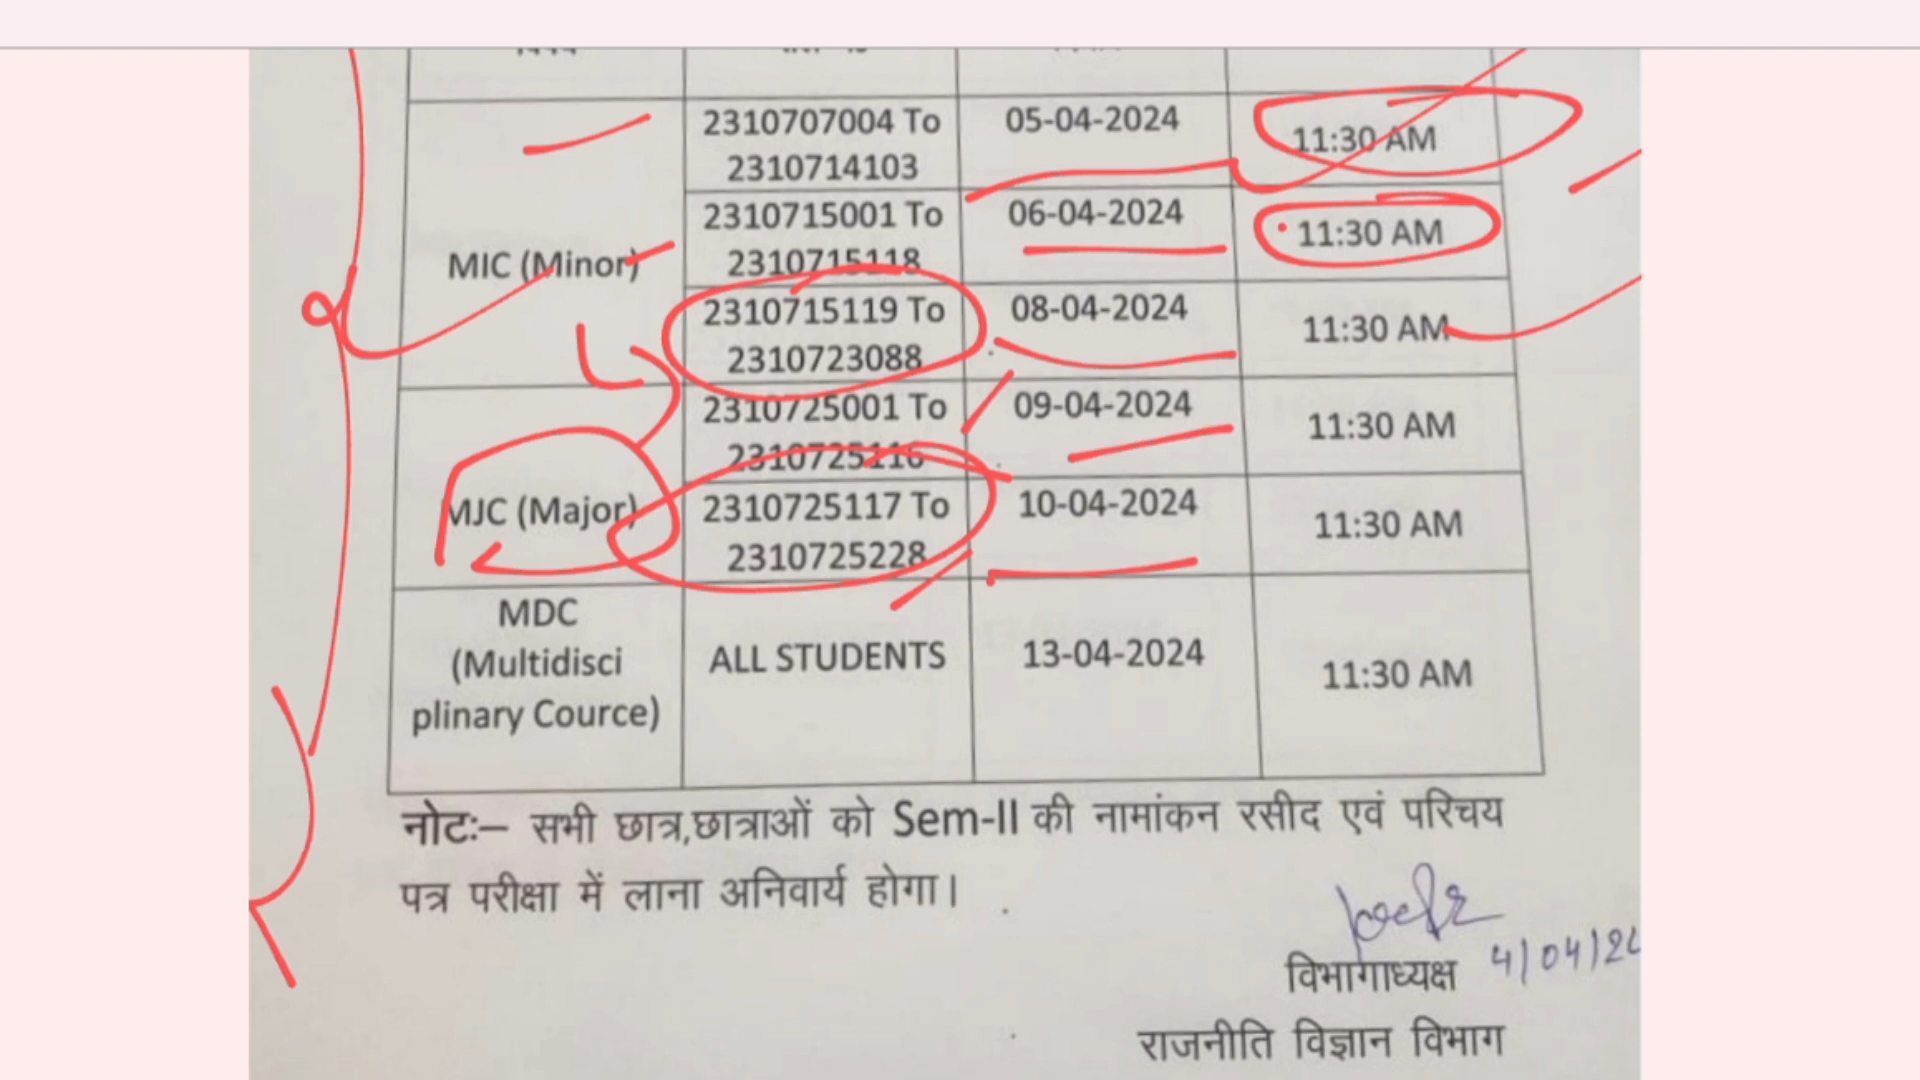 2310707004 To 05-04-2024 11:30 AM
2310714103
2310715001 To 06-04-2024 11:30 AM
MIC (Minor) 2310715118
2310715119 To 08-04-2024 11:30 AM
2310723088
2310725001 To 09-04-2024 11:30 AM
2310725116
MJC (Major) 2310725117 To 10-04-2024 11:30 AM
2310725228
MDC
(Multidisci ALL STUDENTS 13-04-2024 11:30 AM
plinary Cource)
नोटः– सभी छात्र,छात्राओं को Sem-II की नामांकन रसीद एवं परिचय
पत्र परीक्षा में लाना अनिवार्य होगा।
विभागाध्यक्ष 4/04/24
राजनीति विज्ञान विभाग